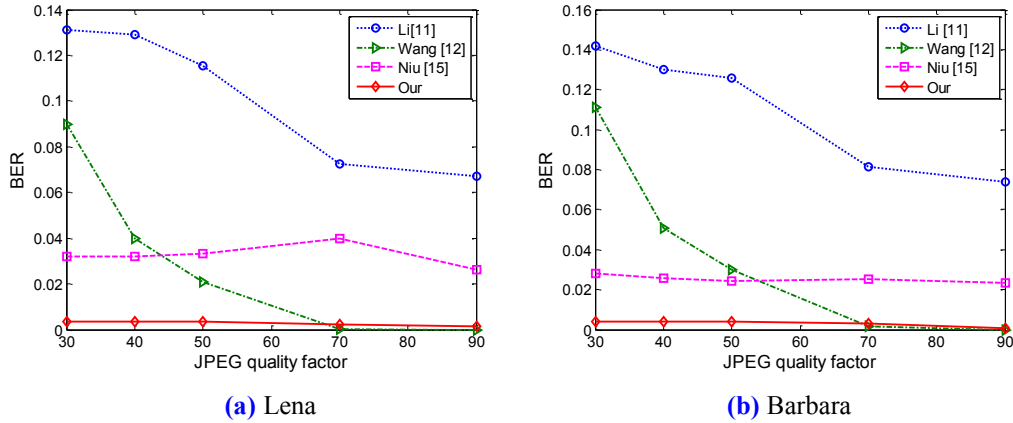 0.14
0.12
0.1
0.08
0.06
0.04
0.02
0
BER
30 40 50 60 70 80 90
JPEG quality factor
Li[11]
Wang [12]
Niu [15]
Our
(a) Lena
0.16
0.14
0.12
0.1
0.08
0.06
0.04
0.02
0
BER
30 40 50 60 70 80 90
JPEG quality factor
Li [11]
Wang [12]
Niu [15]
Our
(b) Barbara